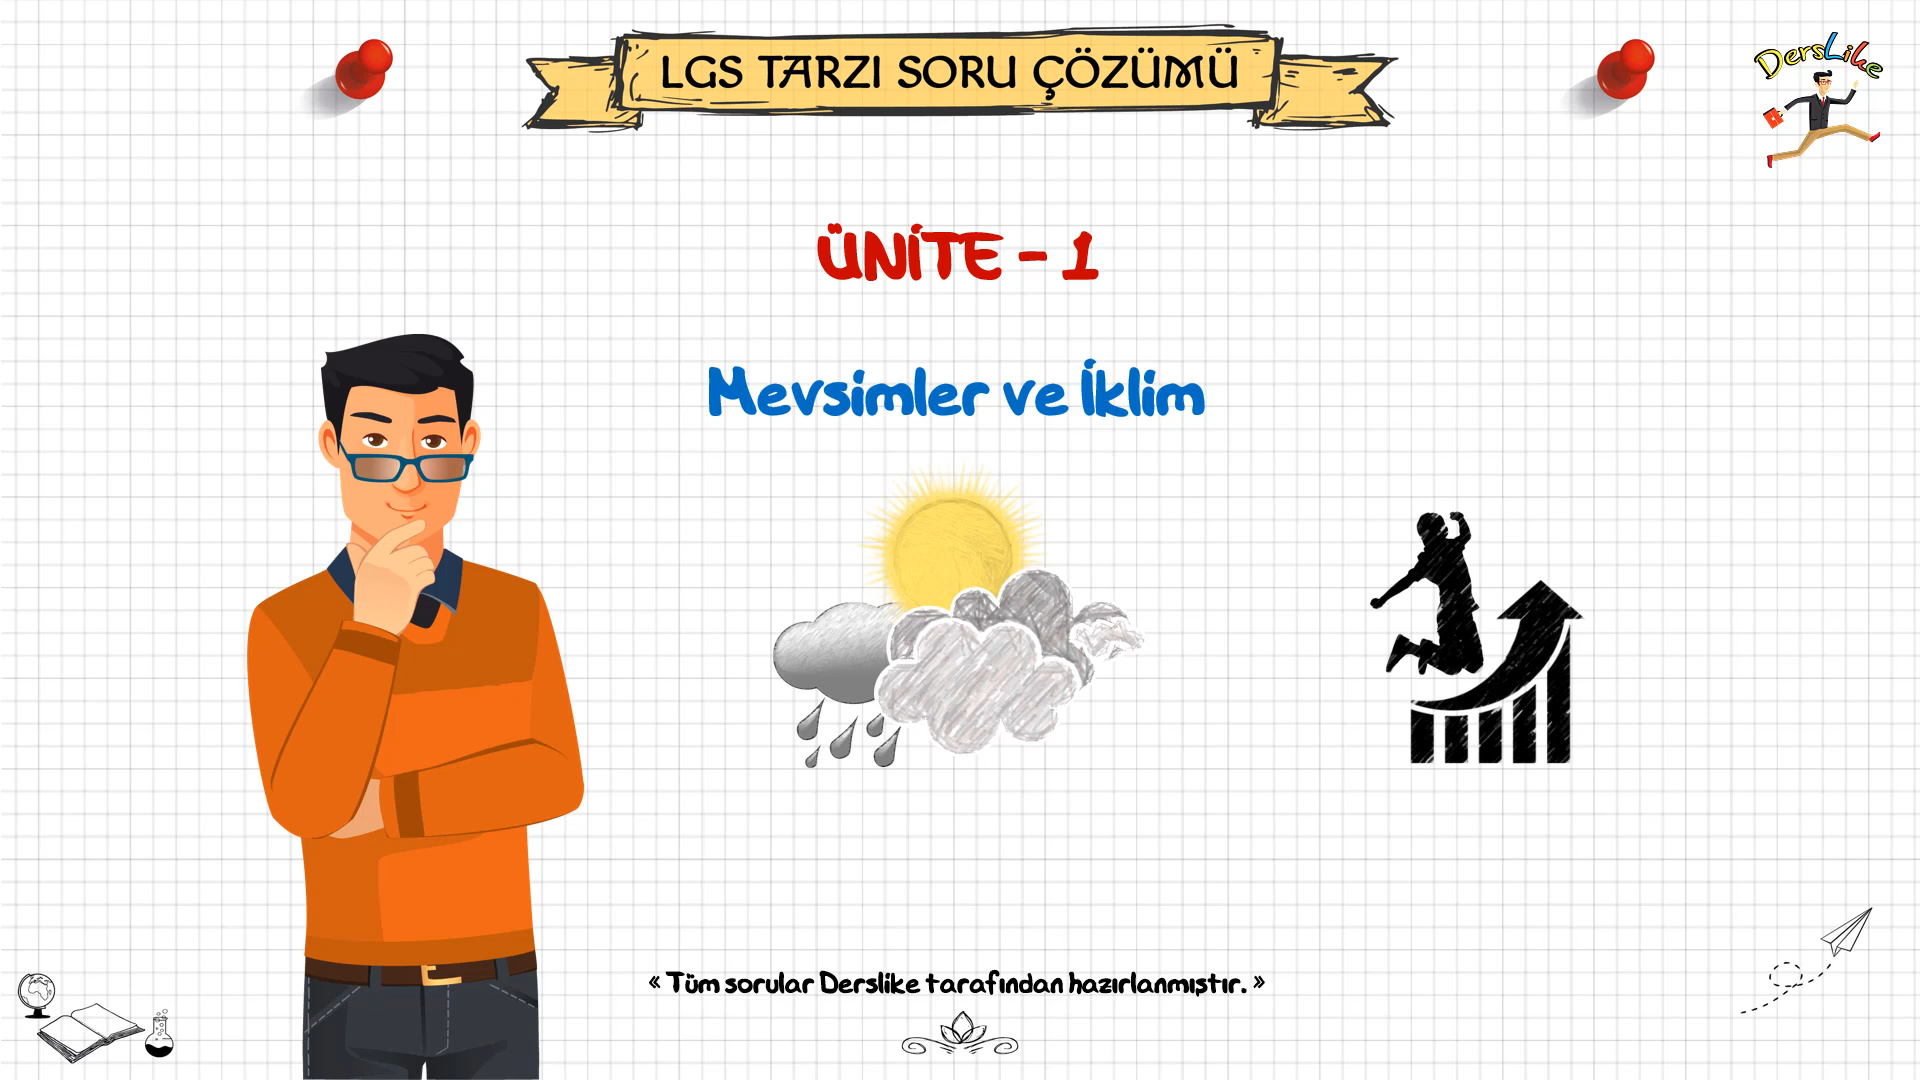 LGS TARZI SORU ÇÖZÜMÜ
DersLike
ÜNİTE - 1
Mevsimler ve İklim
« Tüm sorular Derslike tarafından hazırlanmıştır. »